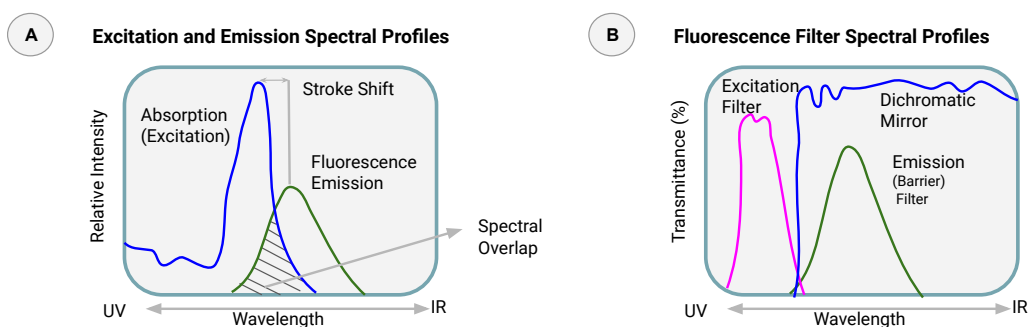 A
Excitation and Emission Spectral Profiles
Stroke Shift
Absorption
(Excitation)
Fluorescence
Emission
Relative Intensity
Spectral
Overlap
UV
Wavelength
IR
B
Fluorescence Filter Spectral Profiles
Excitation
Filter
Dichromatic
Mirror
Emission
(Barrier)
Filter
Transmittance (%)
UV
Wavelength
IR